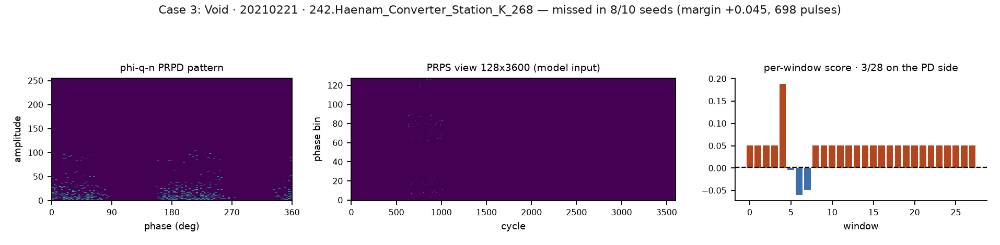 Case 3: Void · 20210221 · 242.Haenam_Converter_Station_K_268 — missed in 8/10 seeds (margin +0.045, 698 pulses)
phi-q-n PRPD pattern
250
200
150
100
50
0
amplitude
0 90 180 270 360
phase (deg)
PRPS view 128x3600 (model input)
120
100
80
60
40
20
0
phase bin
0 500 1000 1500 2000 2500 3000 3500
cycle
per-window score · 3/28 on the PD side
0.20
0.15
0.10
0.05
0.00
−0.05
0 5 10 15 20 25
window